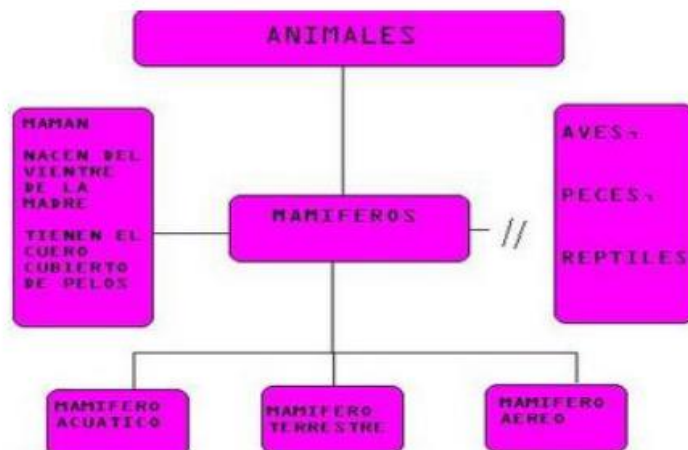 ANIMALES
MAMAN
NACEN DEL
VIENTRE
DE LA
MADRE
TIENEN EL
CUERO
CUBIERTO
DE PELOS
MAMIFEROS
//
AVES,
PECES,
REPTILES
MAMIFERO
ACUATICO
MAMIFERO
TERRESTRE
MAMIFERO
AEREO